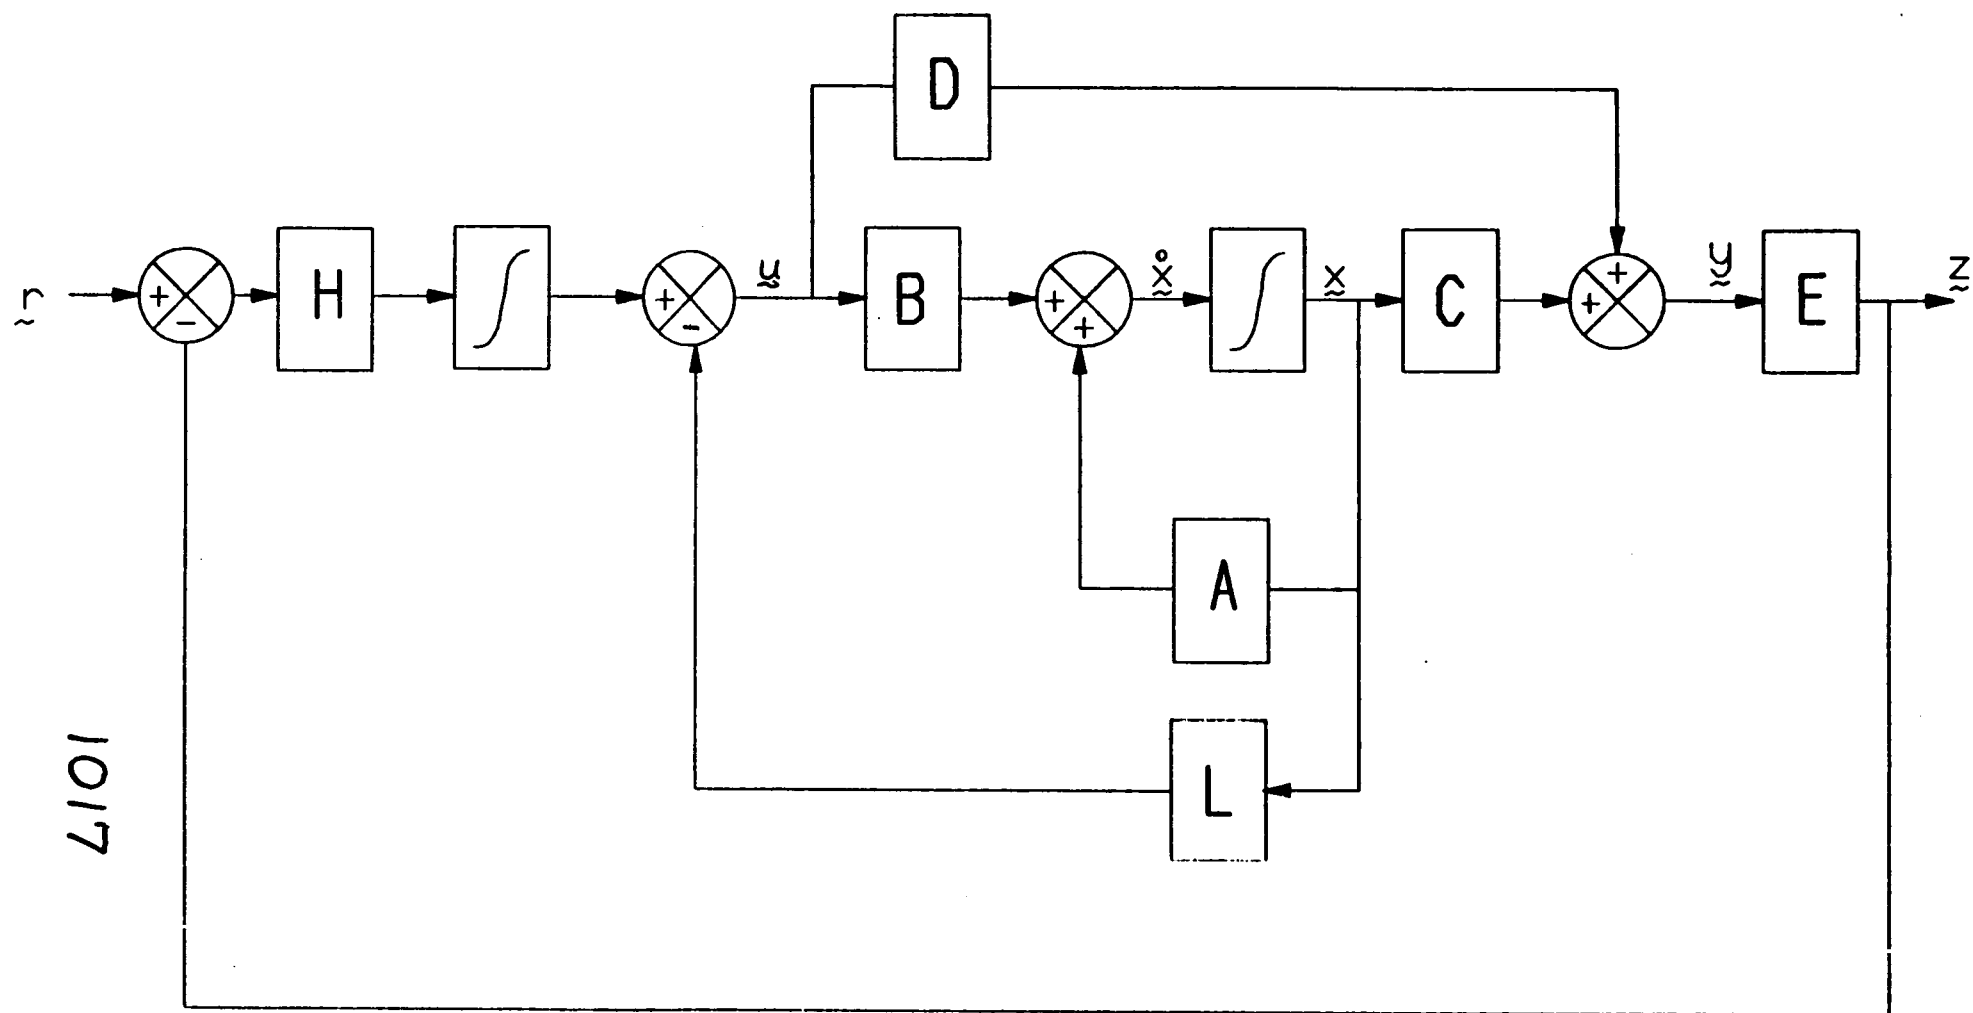 D
r
+
-
H
∫
+
-
u
B
+
+
ẋ
∫
x
C
+
+
y
E
z
A
L
1017